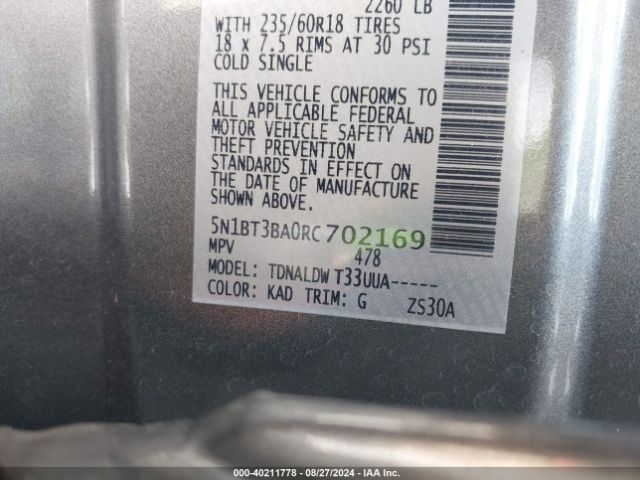 2260 LB
WITH 235/60R18 TIRES
18 x 7.5 RIMS AT 30 PSI
COLD SINGLE
THIS VEHICLE CONFORMS TO
ALL APPLICABLE FEDERAL
MOTOR VEHICLE SAFETY AND
THEFT PREVENTION
STANDARDS IN EFFECT ON
THE DATE OF MANUFACTURE
SHOWN ABOVE.
5N1BT3BA0RC702169
MPV 478
MODEL: TDNALDW T33UUA-----
COLOR: KAD TRIM: G ZS30A
000-40211778 - 08/27/2024 - IAA Inc.